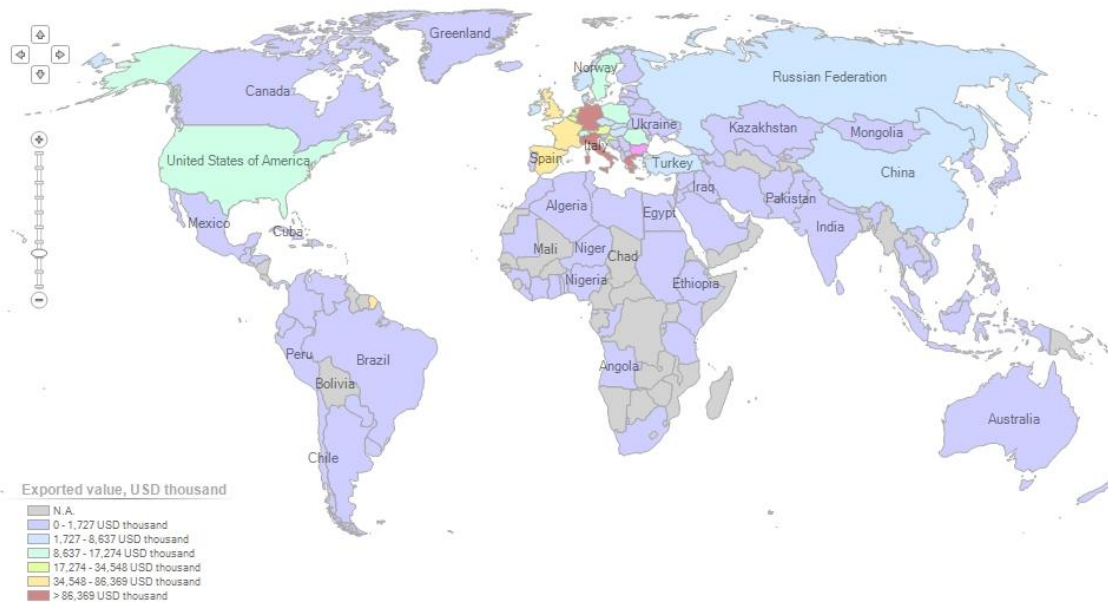 Greenland
Norway
Russian Federation
Canada
Ukraine
Kazakhstan
Mongolia
Italy
United States of America
Spain
Turkey
China
Iraq
Pakistan
Algeria
Egypt
Mexico
India
Cuba
Mali
Niger
Chad
Nigeria
Ethiopia
Peru
Brazil
Angola
Bolivia
Australia
Chile
Exported value, USD thousand
N.A.
0 - 1,727 USD thousand
1,727 - 8,637 USD thousand
8,637 - 17,274 USD thousand
17,274 - 34,548 USD thousand
34,548 - 86,369 USD thousand
> 86,369 USD thousand